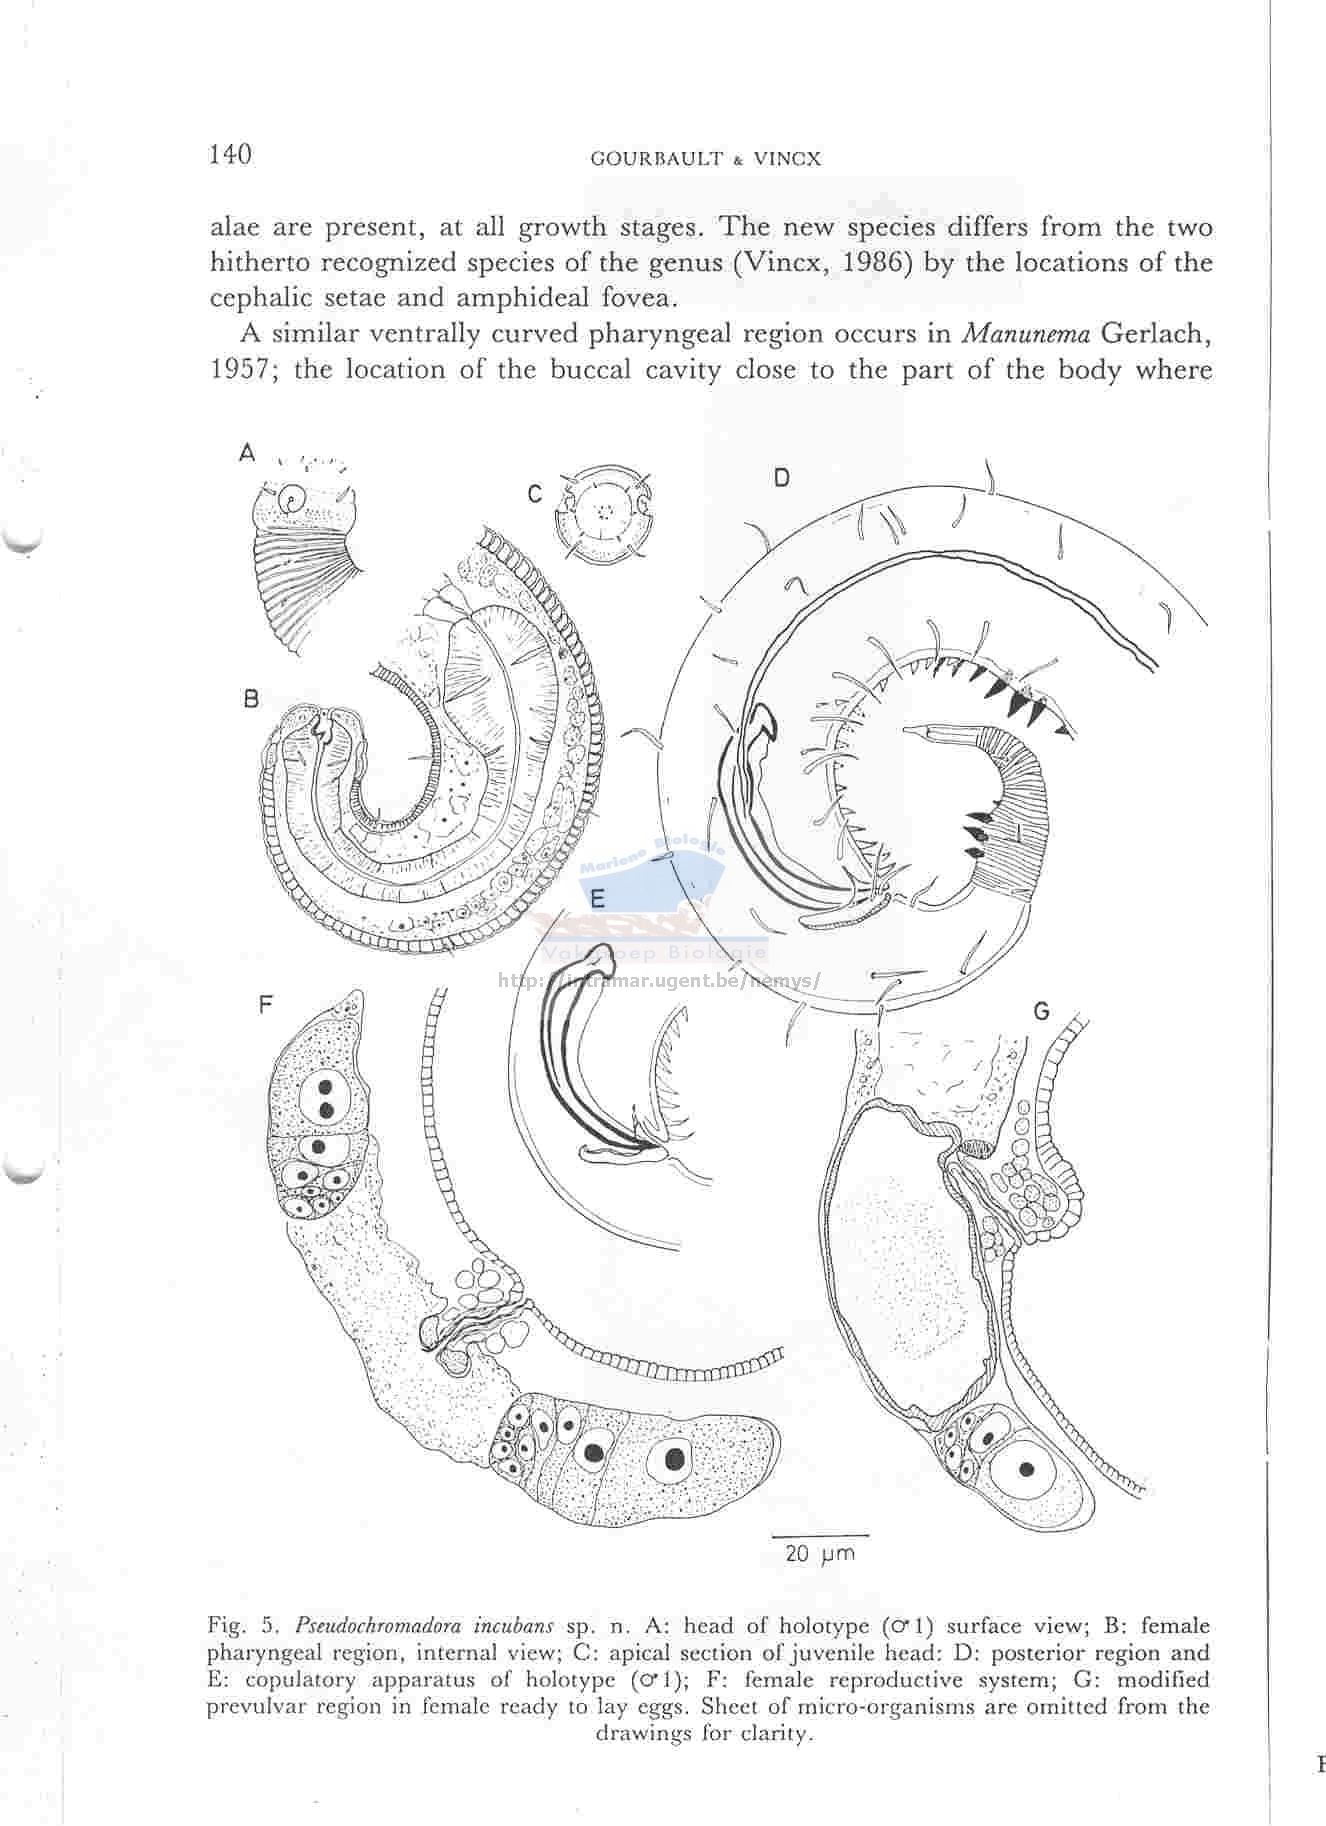 140
GOURBAULT & VINCX
alae are present, at all growth stages. The new species differs from the two
hitherto recognized species of the genus (Vincx, 1986) by the locations of the
cephalic setae and amphideal fovea.
A similar ventrally curved pharyngeal region occurs in Manunema Gerlach,
1957; the location of the buccal cavity close to the part of the body where
A
C
D
B
Mariene Biologie
E
Vakgroep Biologie
http://intramar.ugent.be/nemys/
F
G
20 µm
Fig. 5. Pseudochromadora incubans sp. n. A: head of holotype (♂1) surface view; B: female
pharyngeal region, internal view; C: apical section of juvenile head: D: posterior region and
E: copulatory apparatus of holotype (♂1); F: female reproductive system; G: modified
prevulvar region in female ready to lay eggs. Sheet of micro-organisms are omitted from the
drawings for clarity.